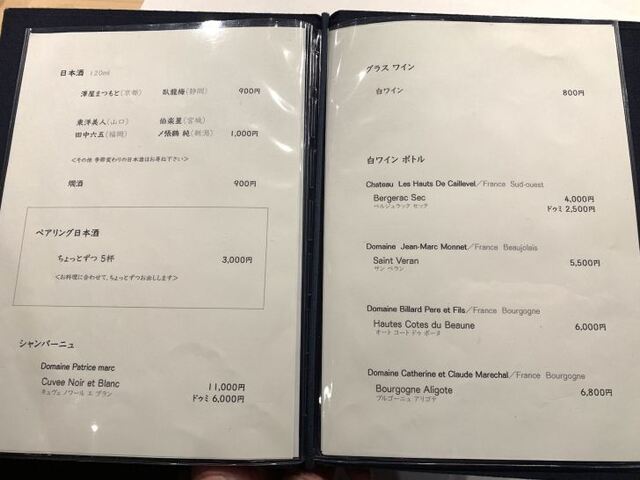 日本酒 120ml
澤屋まつもと(京都) 臥龍梅(静岡) 900円
東洋美人(山口) 伯楽星(宮城)
田中六五(福岡) 〆張鶴 純(新潟) 1,000円
<その他 季節変わりの日本酒はお尋ね下さい>
燗酒 900円
ペアリング日本酒
ちょっとずつ 5杯 3,000円
<お料理に合わせて、ちょっとずつお出しします>
シャンパーニュ
Domaine Patrice marc
Cuvee Noir et Blanc 11,000円
キュヴェ ノワール エ ブラン ドゥミ 6,000円
グラス ワイン
白ワイン 800円
白ワイン ボトル
Chateau Les Hauts De Caillevel/France Sud-ouest
Bergerac Sec 4,000円
ベルジュラック セック ドゥミ 2,500円
Domaine Jean-Marc Monnet/France Beaujolais
Saint Veran 5,500円
サン ベラン
Domaine Billard Pere et Fils/France Bourgogne
Hautes Cotes du Beaune 6,000円
オート コート ドゥ ボーヌ
Domaine Catherine et Claude Marechal/France Bourgogne
Bourgogne Aligote 6,800円
ブルゴーニュ アリゴテ